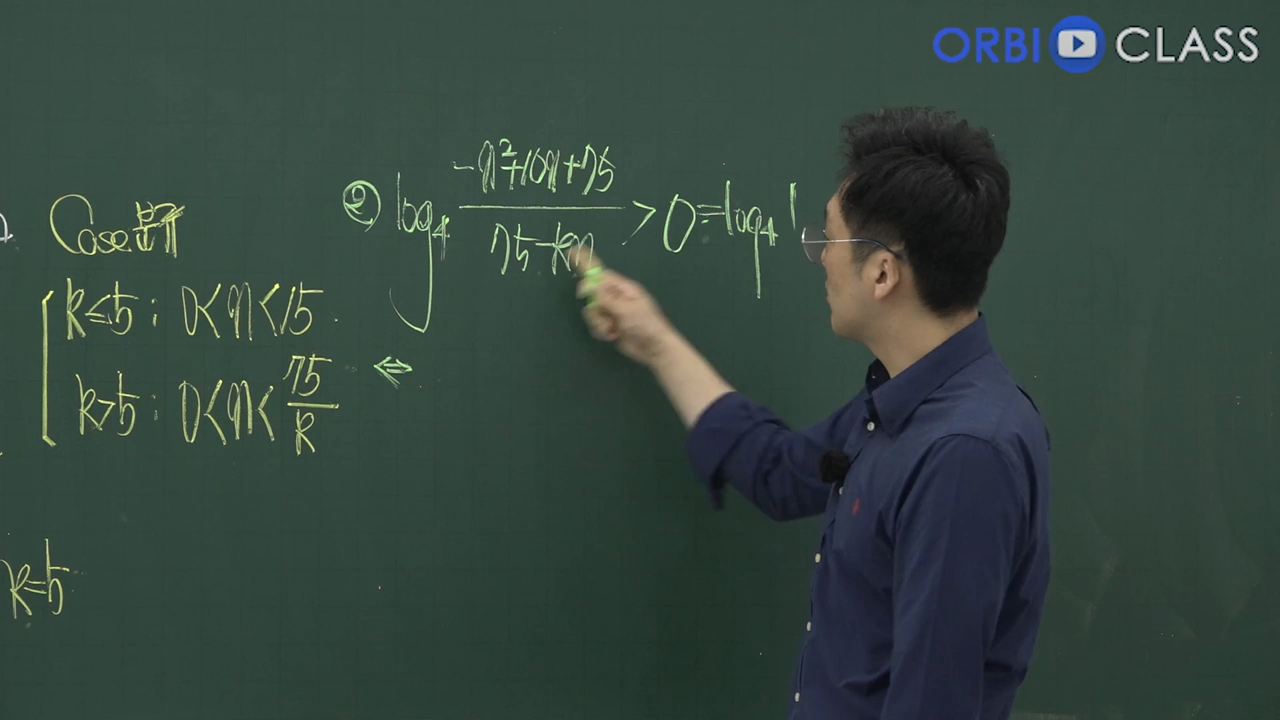 ORBI CLASS
Case 분류
k≤5 ; 0<n<15
k>5 ; 0<n<75/k
⇔
② log₄ (-n²+10n+75)/(75-kn) > 0 = log₄ 1
k=5